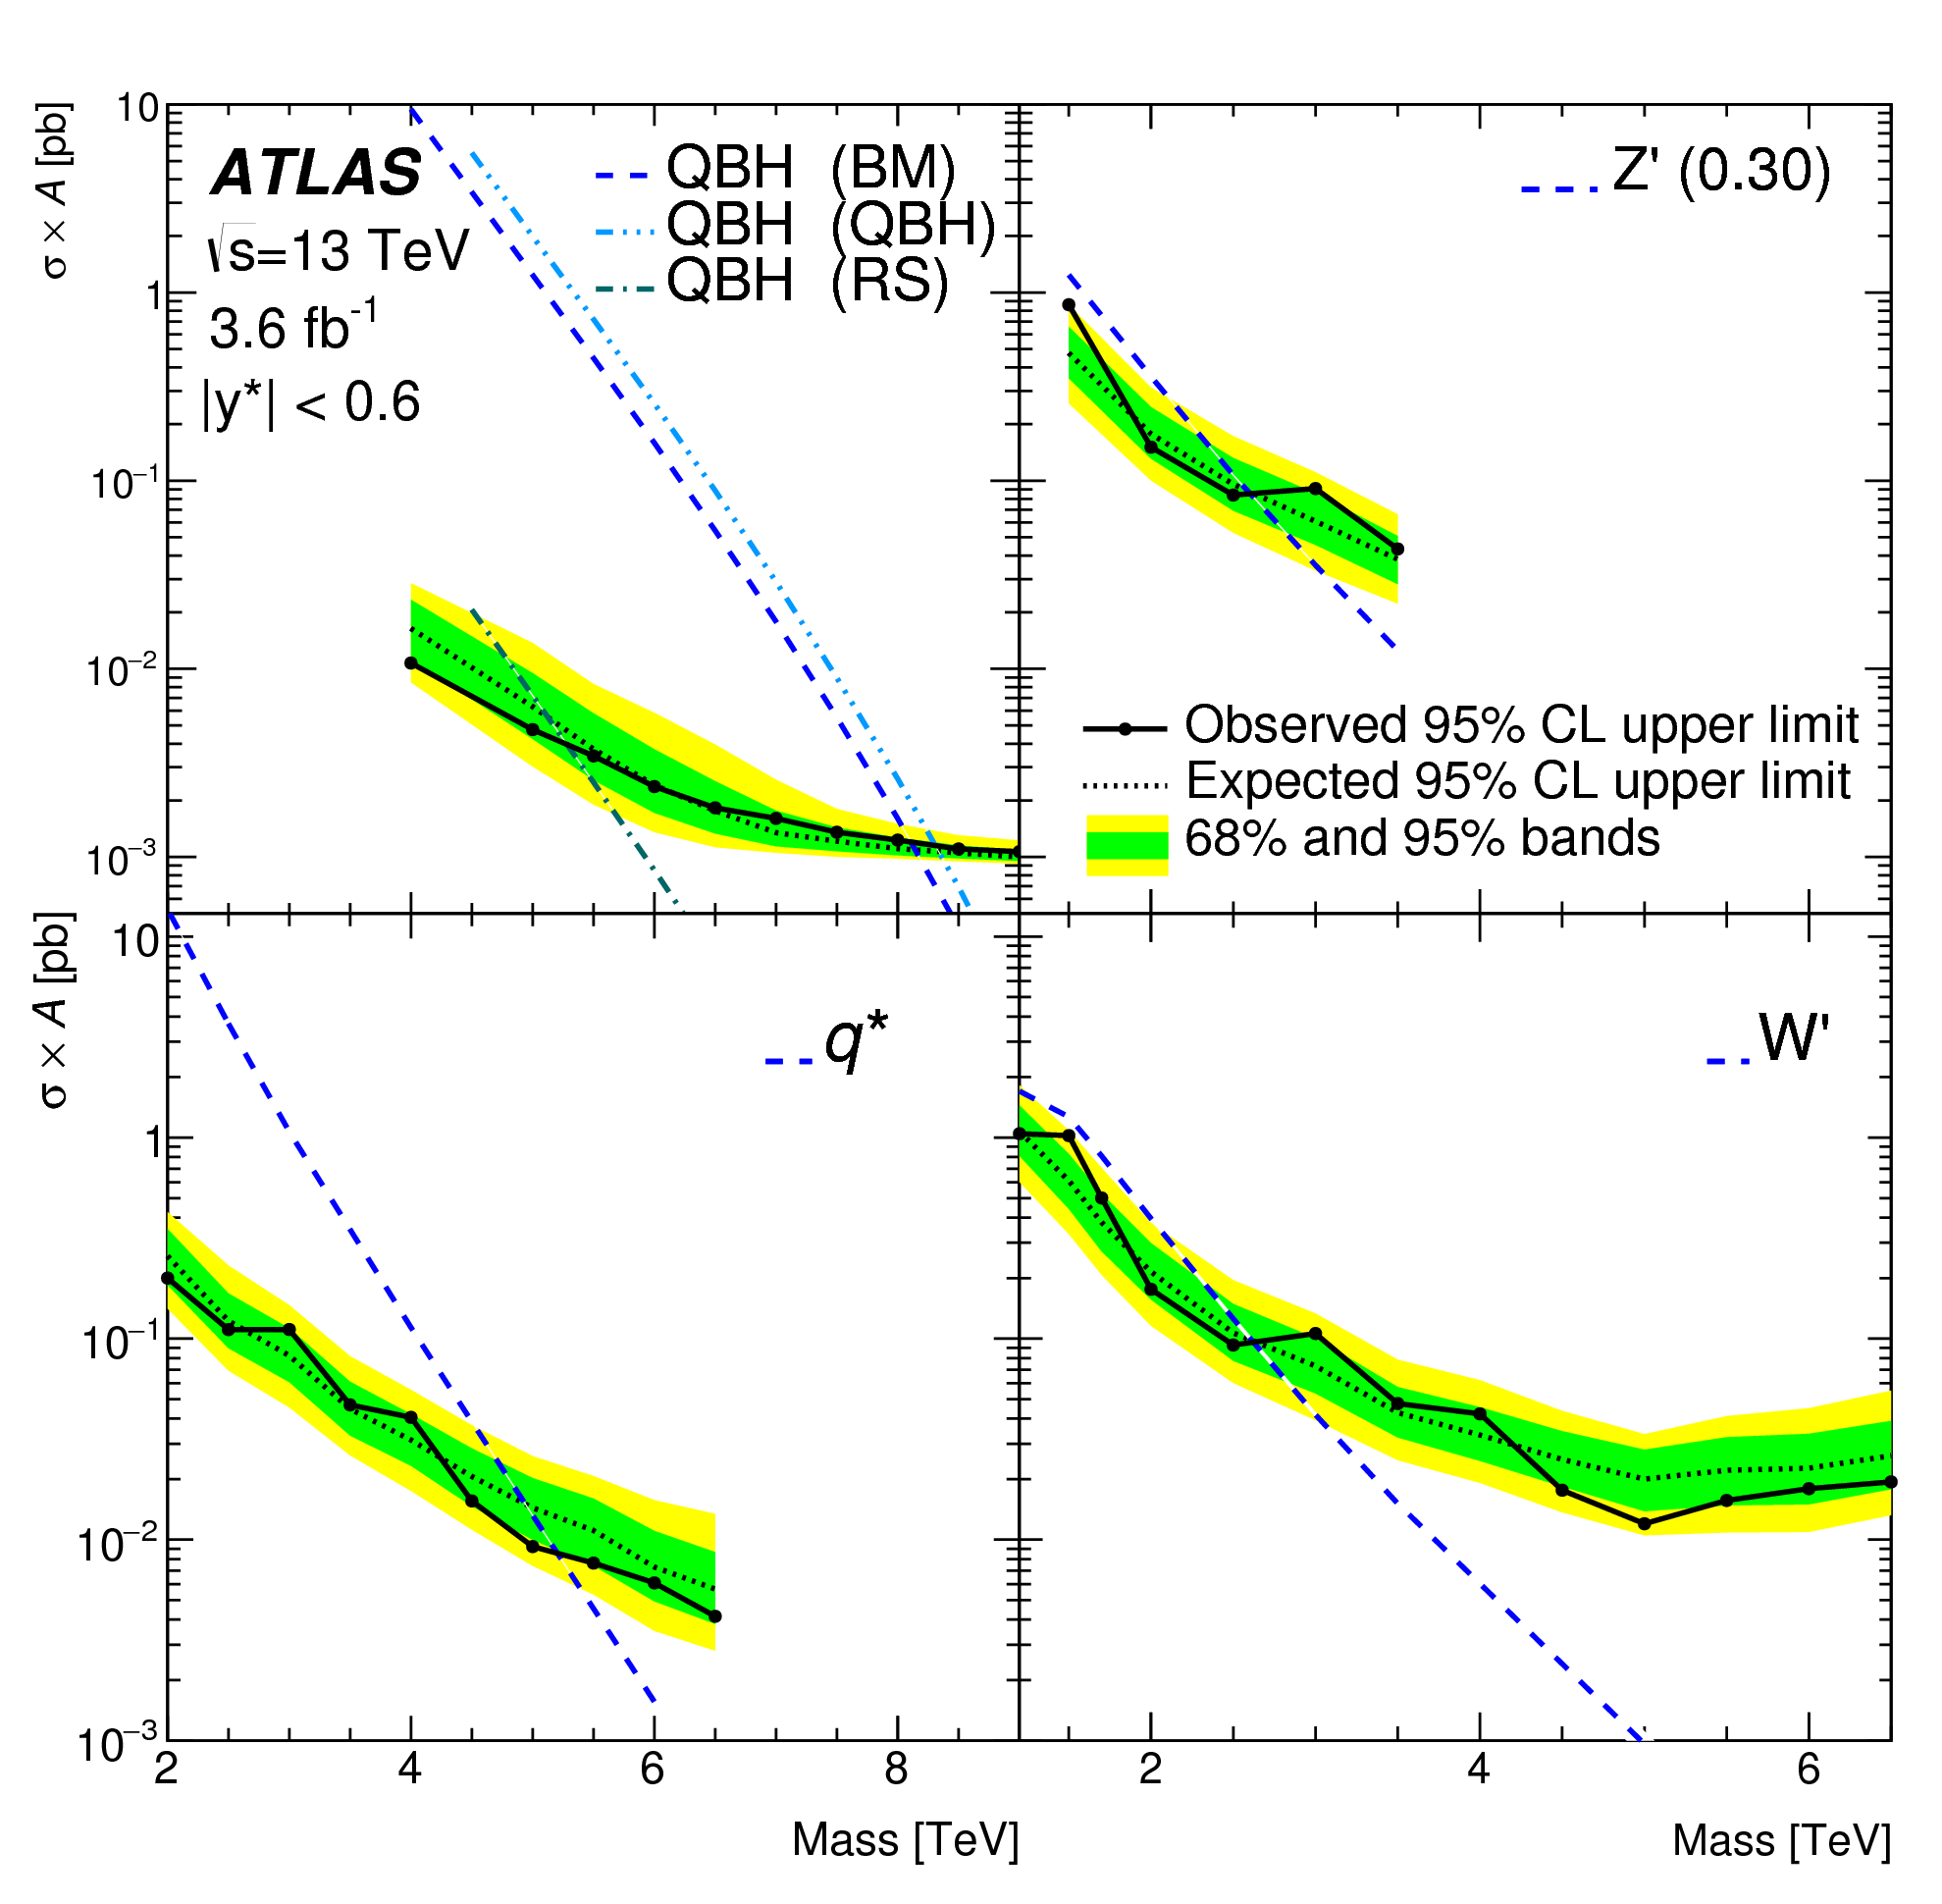 σ × A [pb]
10
1
10⁻¹
10⁻²
10⁻³
ATLAS
√s=13 TeV
3.6 fb⁻¹
|y*| < 0.6
QBH (BM)
QBH (QBH)
QBH (RS)
Z' (0.30)
Observed 95% CL upper limit
Expected 95% CL upper limit
68% and 95% bands
σ × A [pb]
10
1
10⁻¹
10⁻²
10⁻³
q*
W'
2 4 6 8
2 4 6
Mass [TeV]
Mass [TeV]